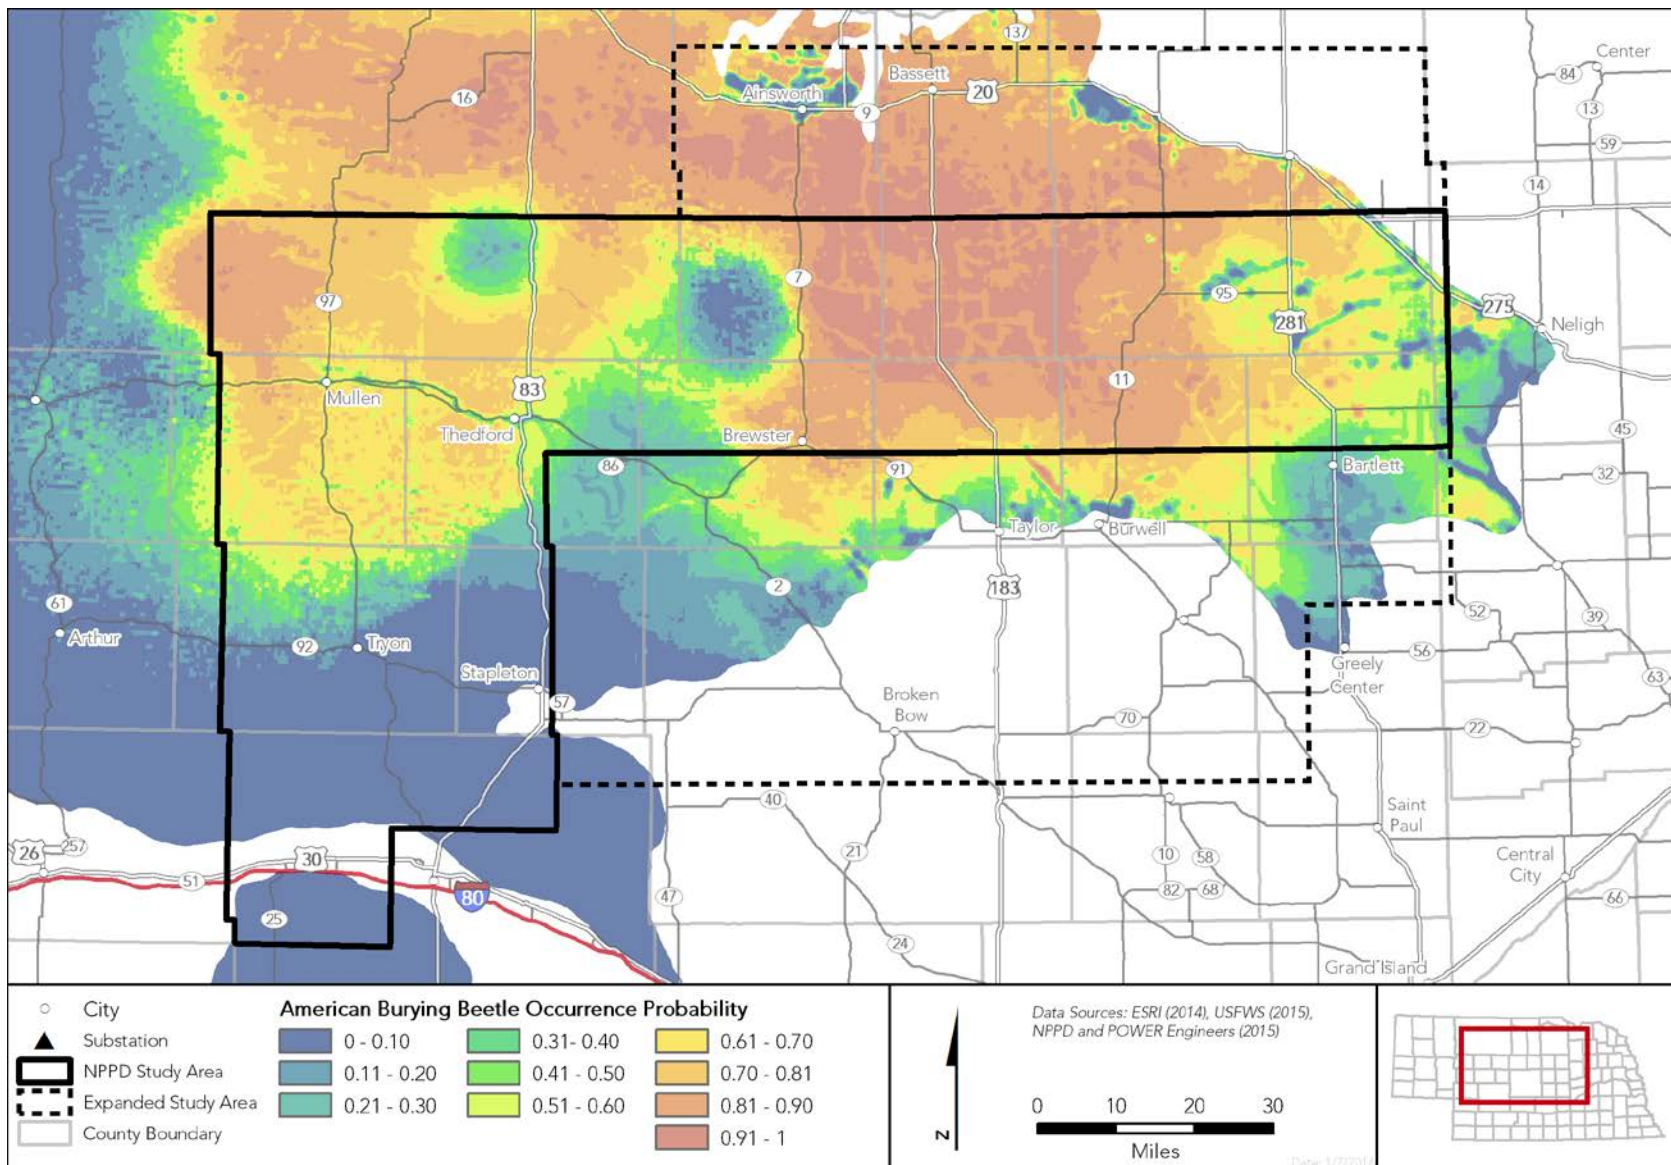 Center
137
84
Bassett
20
16
Ainsworth
9
13
59
14
97
7
95
281
275
Neligh
83
11
Mullen
Thedford
Brewster
45
86
91
Bartlett
32
Taylor
Burwell
2
183
61
52
39
Arthur
92
Tryon
56
Stapleton
Greely
Center
63
57
Broken
Bow
70
22
40
Saint
Paul
26
257
30
21
10
58
Central
City
51
80
47
82
68
66
25
24
Grand Island
City
Substation
NPPD Study Area
Expanded Study Area
County Boundary
American Burying Beetle Occurrence Probability
0 - 0.10
0.11 - 0.20
0.21 - 0.30
0.31- 0.40
0.41 - 0.50
0.51 - 0.60
0.61 - 0.70
0.70 - 0.81
0.81 - 0.90
0.91 - 1
N
Data Sources: ESRI (2014), USFWS (2015),
NPPD and POWER Engineers (2015)
0 10 20 30
Miles